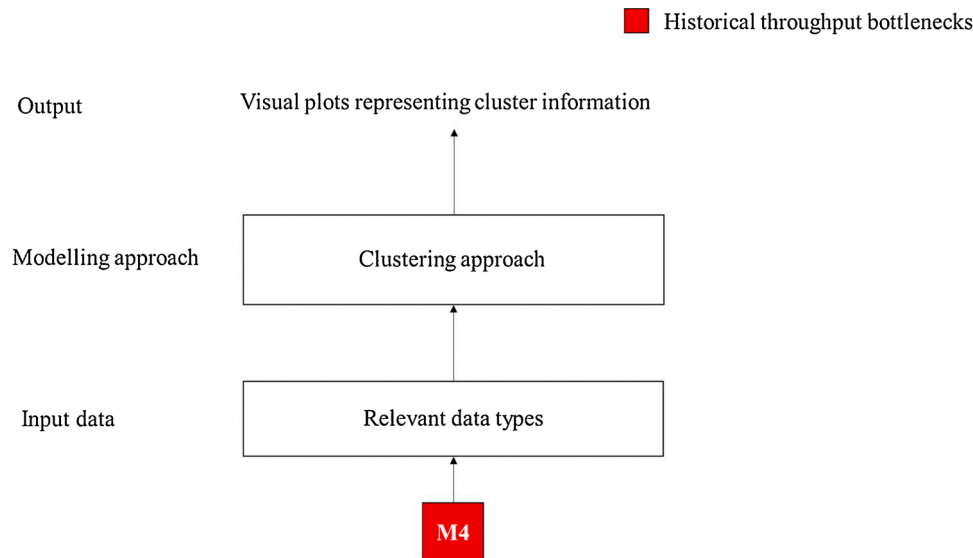 Historical throughput bottlenecks
Output
Visual plots representing cluster information
Modelling approach
Clustering approach
Input data
Relevant data types
M4